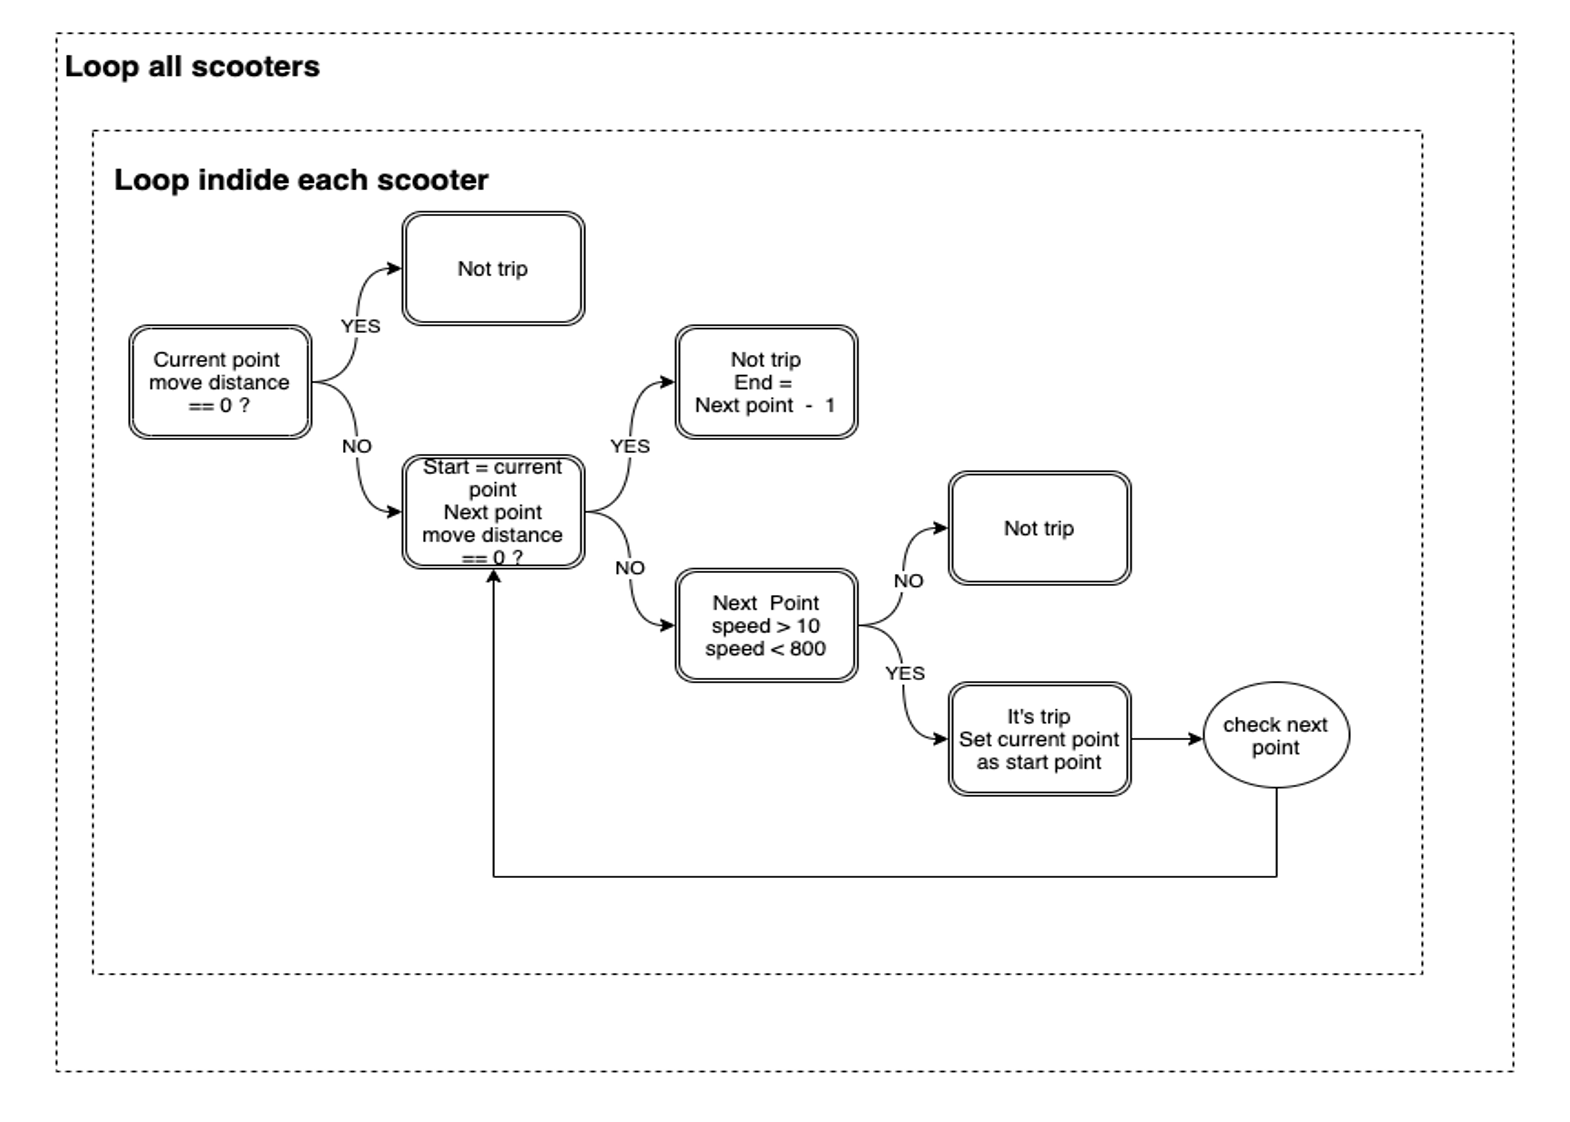 Loop all scooters
Loop indide each scooter
Not trip
YES
Current point
move distance
== 0 ?
NO
Not trip
End =
Next point - 1
YES
Start = current
point
Next point
move distance
== 0 ?
NO
Not trip
NO
Next Point
speed > 10
speed < 800
YES
It's trip
Set current point
as start point
check next
point